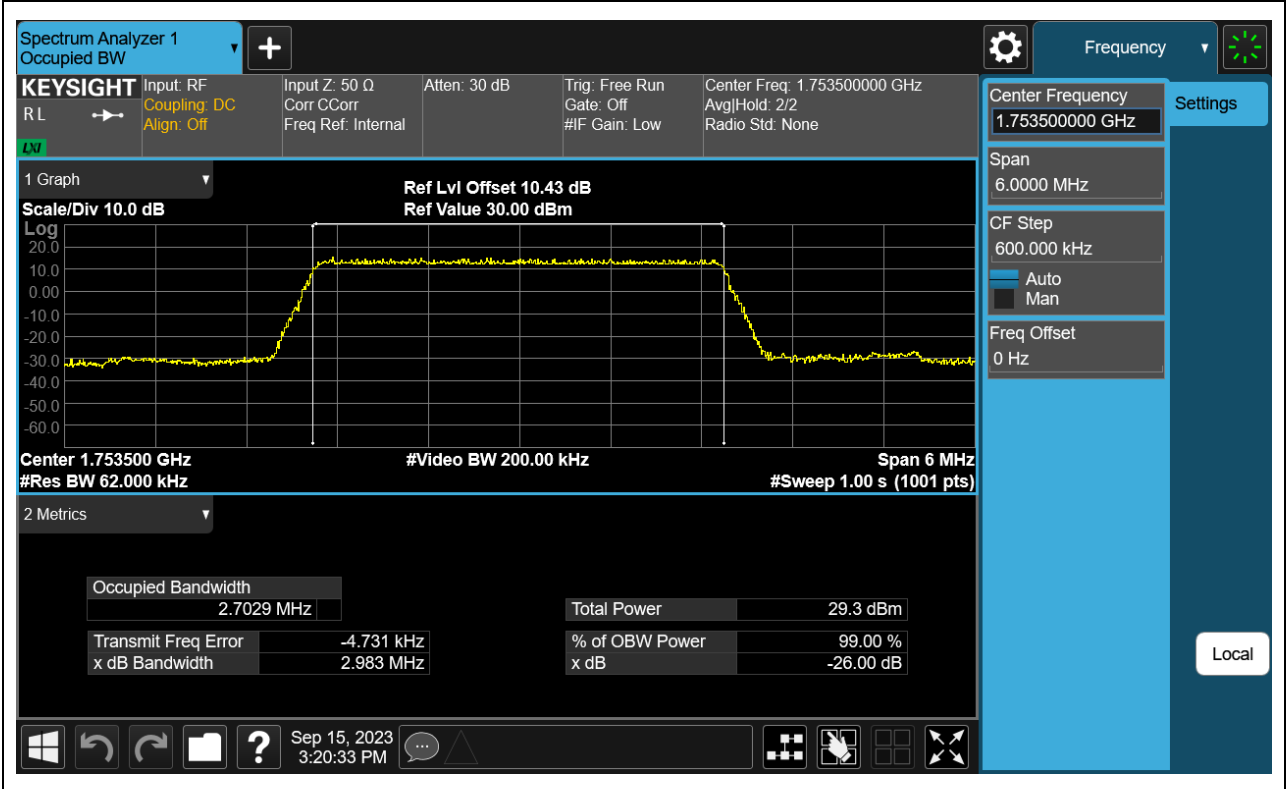 Spectrum Analyzer 1
Occupied BW
Frequency
KEYSIGHT
R L
LXI
Input: RF
Coupling: DC
Align: Off
Input Z: 50 Ω
Corr CCorr
Freq Ref: Internal
Atten: 30 dB
Trig: Free Run
Gate: Off
#IF Gain: Low
Center Freq: 1.753500000 GHz
Avg|Hold: 2/2
Radio Std: None
Center Frequency
1.753500000 GHz
Settings
Span
6.0000 MHz
CF Step
600.000 kHz
Auto
Man
Freq Offset
0 Hz
Local
1 Graph
Scale/Div 10.0 dB
Ref Lvl Offset 10.43 dB
Ref Value 30.00 dBm
Log
20.0
10.0
0.00
-10.0
-20.0
-30.0
-40.0
-50.0
-60.0
Center 1.753500 GHz
#Video BW 200.00 kHz
Span 6 MHz
#Res BW 62.000 kHz
#Sweep 1.00 s (1001 pts)
2 Metrics
Occupied Bandwidth
2.7029 MHz
Total Power 29.3 dBm
Transmit Freq Error -4.731 kHz
% of OBW Power 99.00 %
x dB Bandwidth 2.983 MHz
x dB -26.00 dB
?
Sep 15, 2023
3:20:33 PM